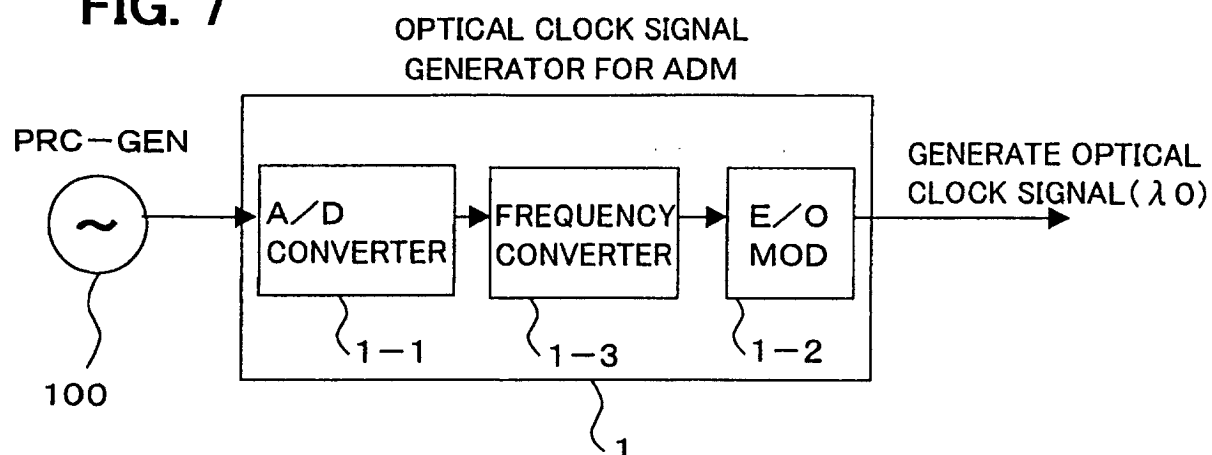 FIG. 7
OPTICAL CLOCK SIGNAL
GENERATOR FOR ADM
PRC-GEN
~
A/D
CONVERTER
FREQUENCY
CONVERTER
E/O
MOD
GENERATE OPTICAL
CLOCK SIGNAL(λ0)
1-1
1-3
1-2
100
1